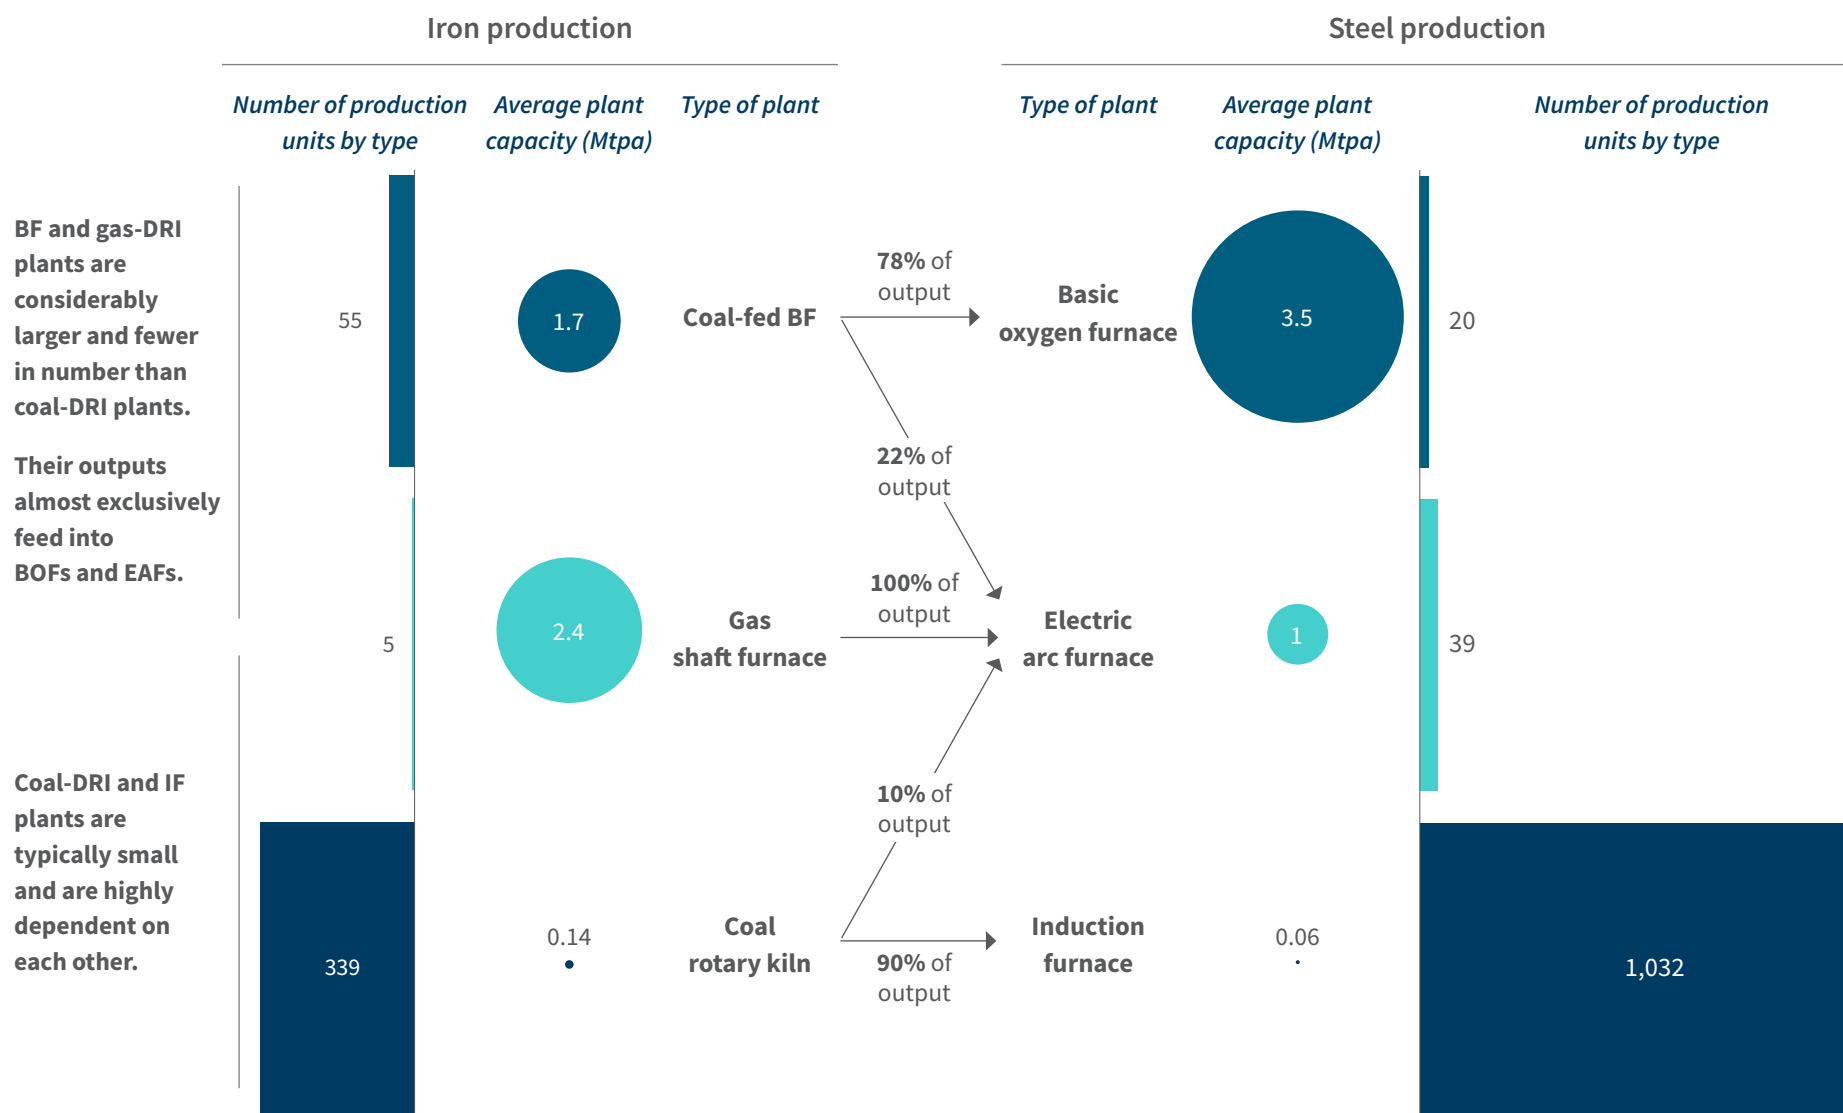 Iron production
Steel production
Number of production
units by type
Average plant
capacity (Mtpa)
Type of plant
Type of plant
Average plant
capacity (Mtpa)
Number of production
units by type
BF and gas-DRI
plants are
considerably
larger and fewer
in number than
coal-DRI plants.
Their outputs
almost exclusively
feed into
BOFs and EAFs.
Coal-DRI and IF
plants are
typically small
and are highly
dependent on
each other.
55
1.7
Coal-fed BF
78% of
output
22% of
output
Basic
oxygen furnace
3.5
20
5
2.4
Gas
shaft furnace
100% of
output
Electric
arc furnace
1
39
339
0.14
Coal
rotary kiln
10% of
output
90% of
output
Induction
furnace
0.06
1,032